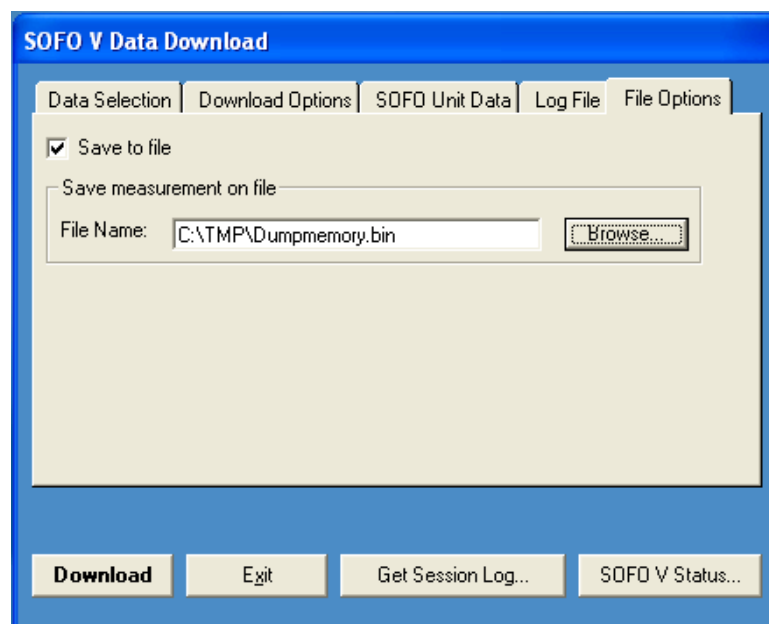 SOFO V Data Download
Data Selection Download Options SOFO Unit Data Log File File Options
Save to file
Save measurement on file
File Name: C:\TMP\Dumpmemory.bin Browse...
Download Exit Get Session Log... SOFO V Status...